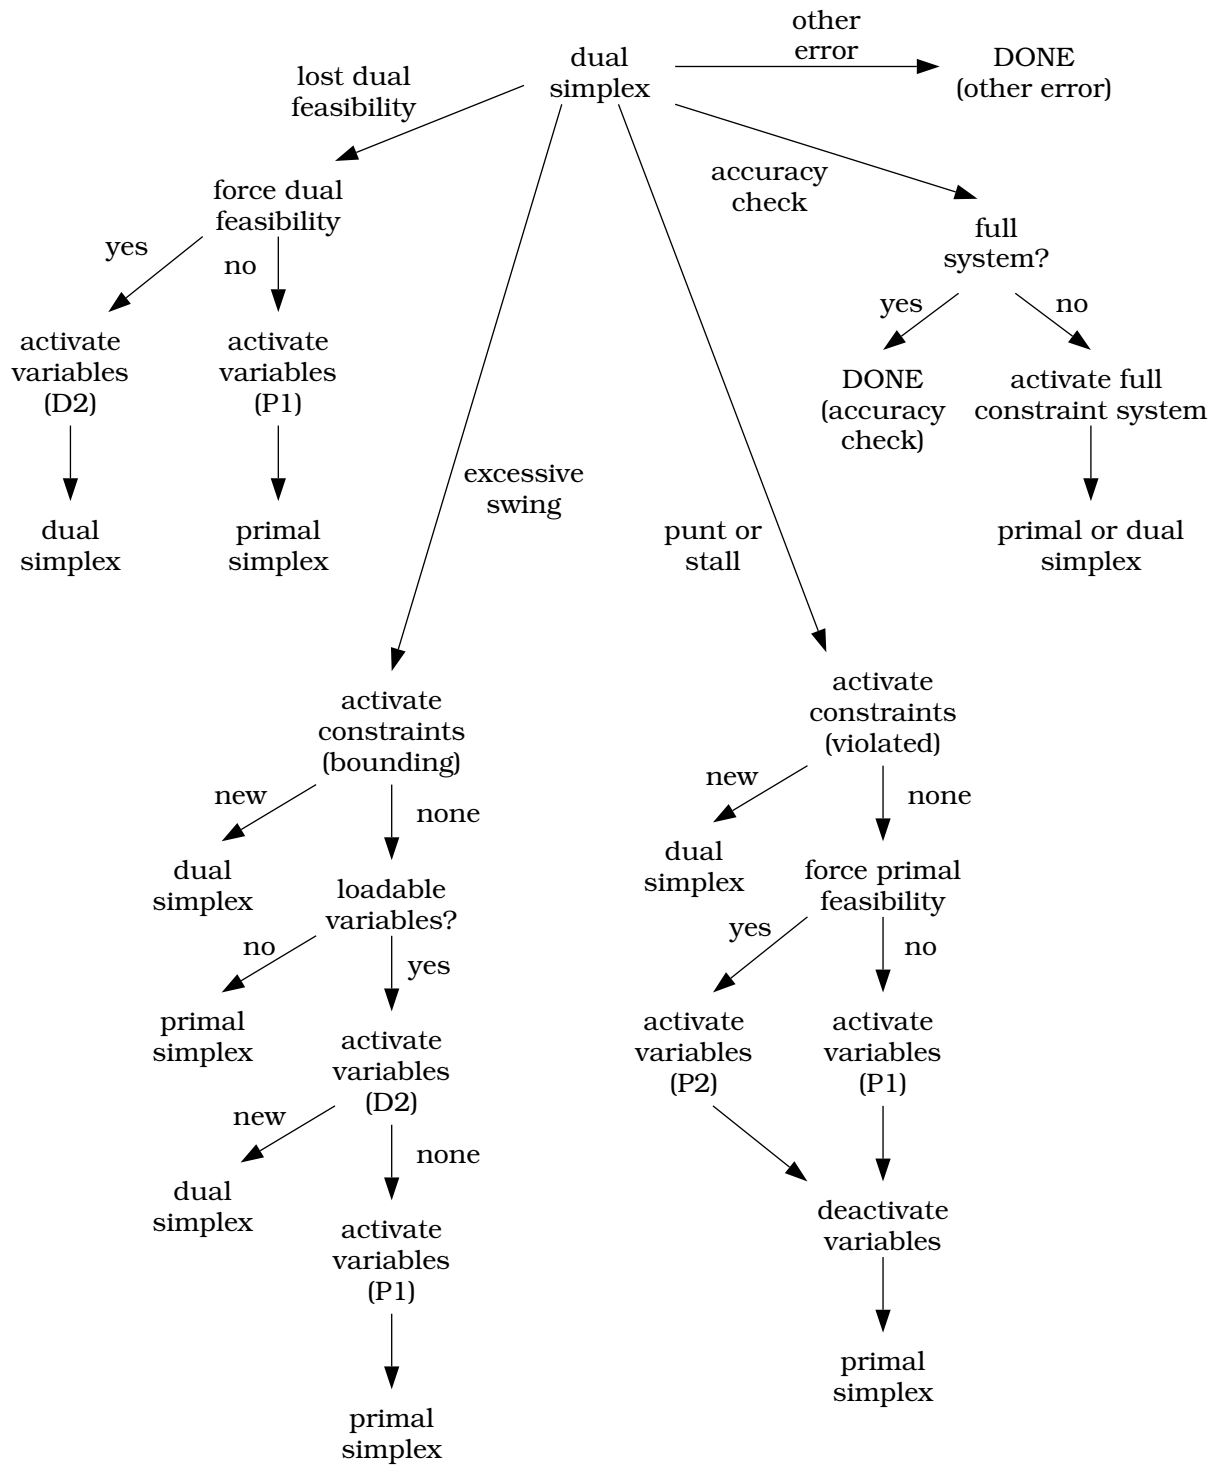 other
error
dual
simplex
DONE
(other error)
lost dual
feasibility
accuracy
check
force dual
feasibility
full
system?
yes
no
yes
no
activate
variables
(D2)
activate
variables
(P1)
DONE
(accuracy
check)
activate full
constraint system
excessive
swing
punt or
stall
dual
simplex
primal
simplex
primal or dual
simplex
activate
constraints
(bounding)
activate
constraints
(violated)
new
none
new
none
dual
simplex
loadable
variables?
dual
simplex
force primal
feasibility
no
yes
yes
no
primal
simplex
activate
variables
(D2)
activate
variables
(P2)
activate
variables
(P1)
new
none
dual
simplex
activate
variables
(P1)
deactivate
variables
primal
simplex
primal
simplex